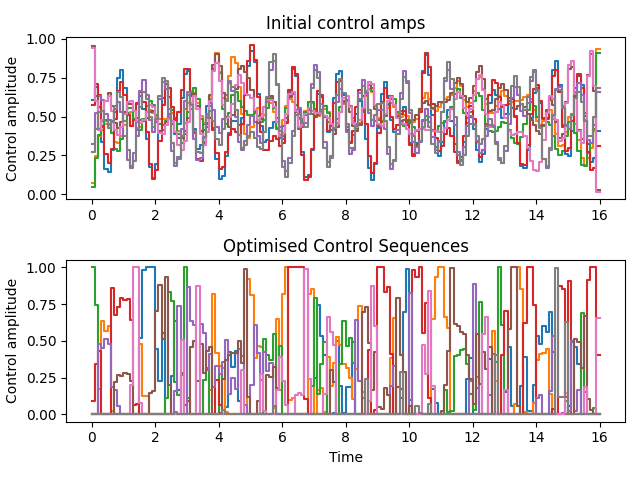 Initial control amps
Control amplitude
1.00
0.75
0.50
0.25
0.00
0 2 4 6 8 10 12 14 16
Optimised Control Sequences
Control amplitude
1.00
0.75
0.50
0.25
0.00
0 2 4 6 8 10 12 14 16
Time